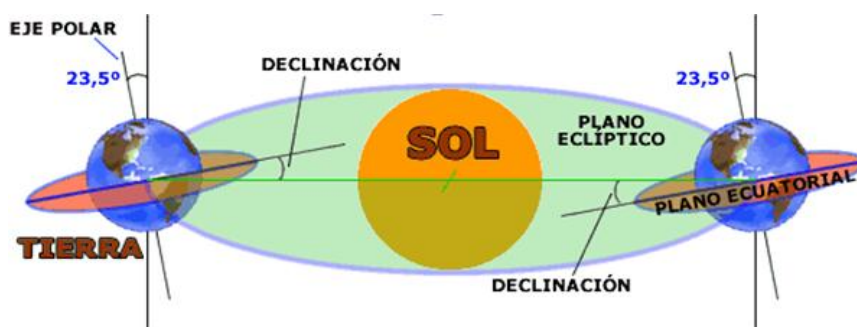 EJE POLAR
23,5º
DECLINACIÓN
SOL
PLANO
ECLÍPTICO
23,5º
PLANO ECUATORIAL
TIERRA
DECLINACIÓN